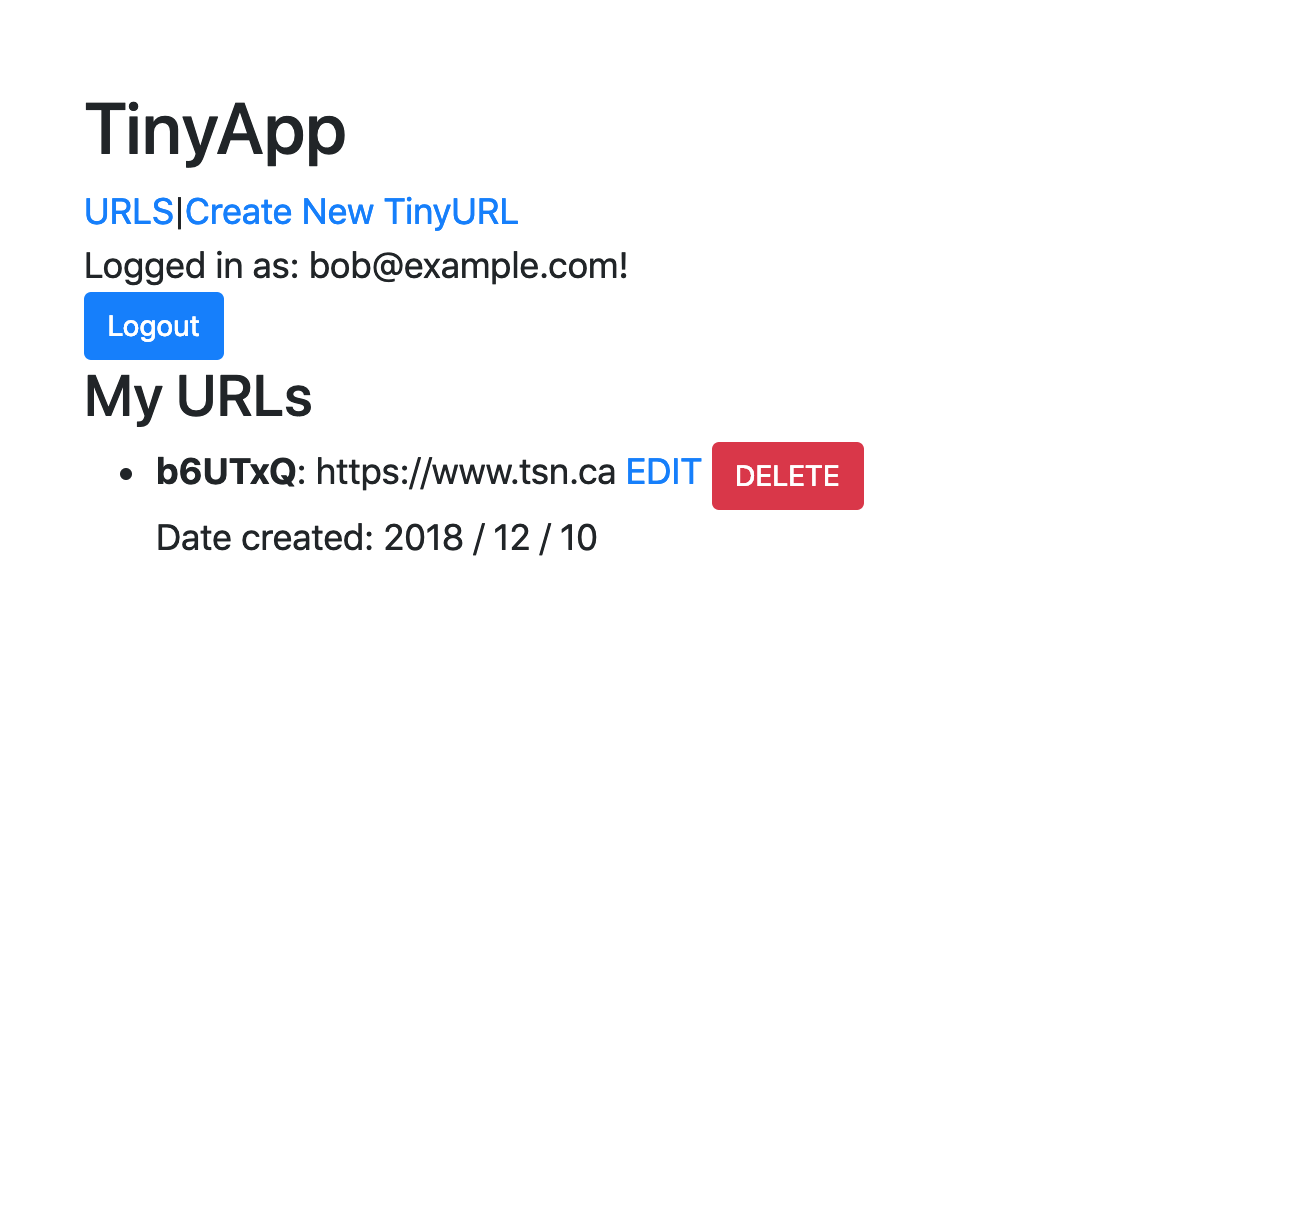 TinyApp
URLS|Create New TinyURL
Logged in as: bob@example.com!
Logout
My URLs
• b6UTxQ: https://www.tsn.ca EDIT DELETE
Date created: 2018 / 12 / 10